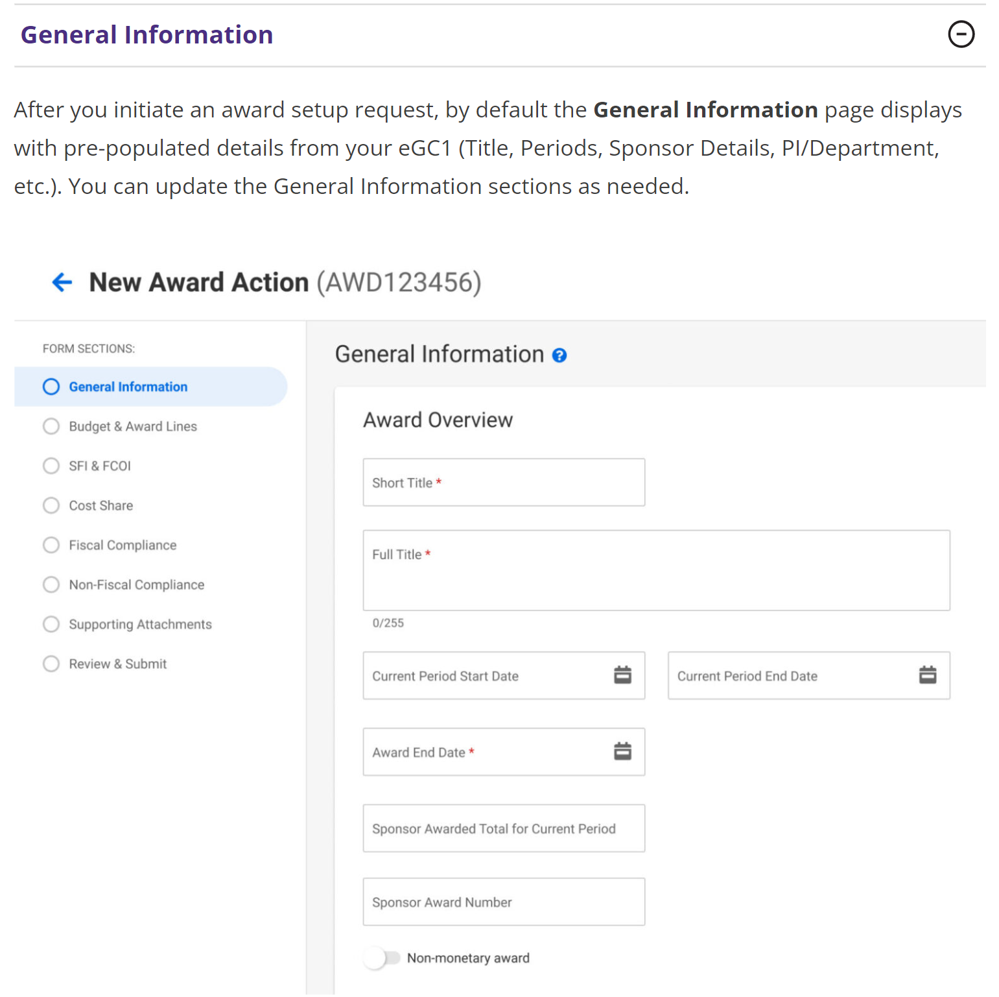 General Information
After you initiate an award setup request, by default the General Information page displays
with pre-populated details from your eGC1 (Title, Periods, Sponsor Details, PI/Department,
etc.). You can update the General Information sections as needed.
New Award Action (AWD123456)
FORM SECTIONS:
General Information
Budget & Award Lines
SFI & FCOI
Cost Share
Fiscal Compliance
Non-Fiscal Compliance
Supporting Attachments
Review & Submit
General Information ?
Award Overview
Short Title *
Full Title *
0/255
Current Period Start Date
Current Period End Date
Award End Date *
Sponsor Awarded Total for Current Period
Sponsor Award Number
Non-monetary award